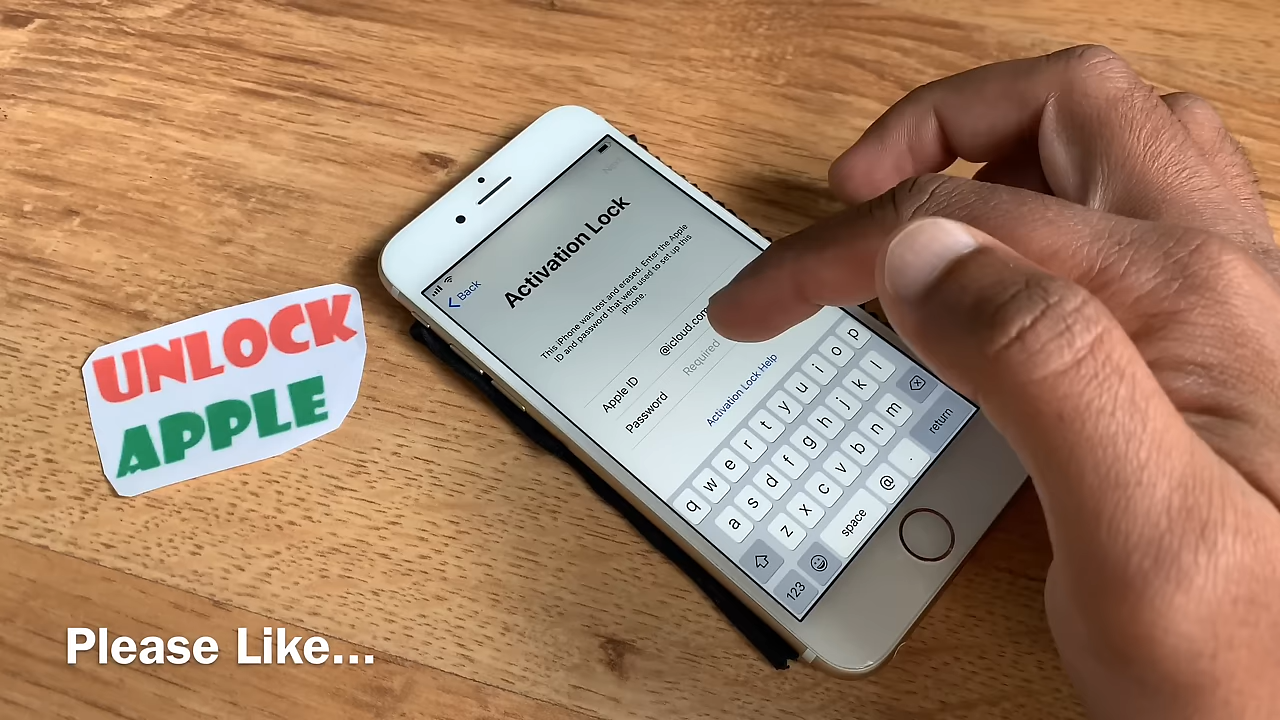 UNLOCK
APPLE
Back
Activation Lock
This iPhone was lost and erased. Enter the Apple
ID and password that were used to set up this
iPhone.
Apple ID @icloud.com
Password Required
Activation Lock Help
q w e r t y u i o p
a s d f g h j k l
z x c v b n m
123 space @ . return
Please Like...